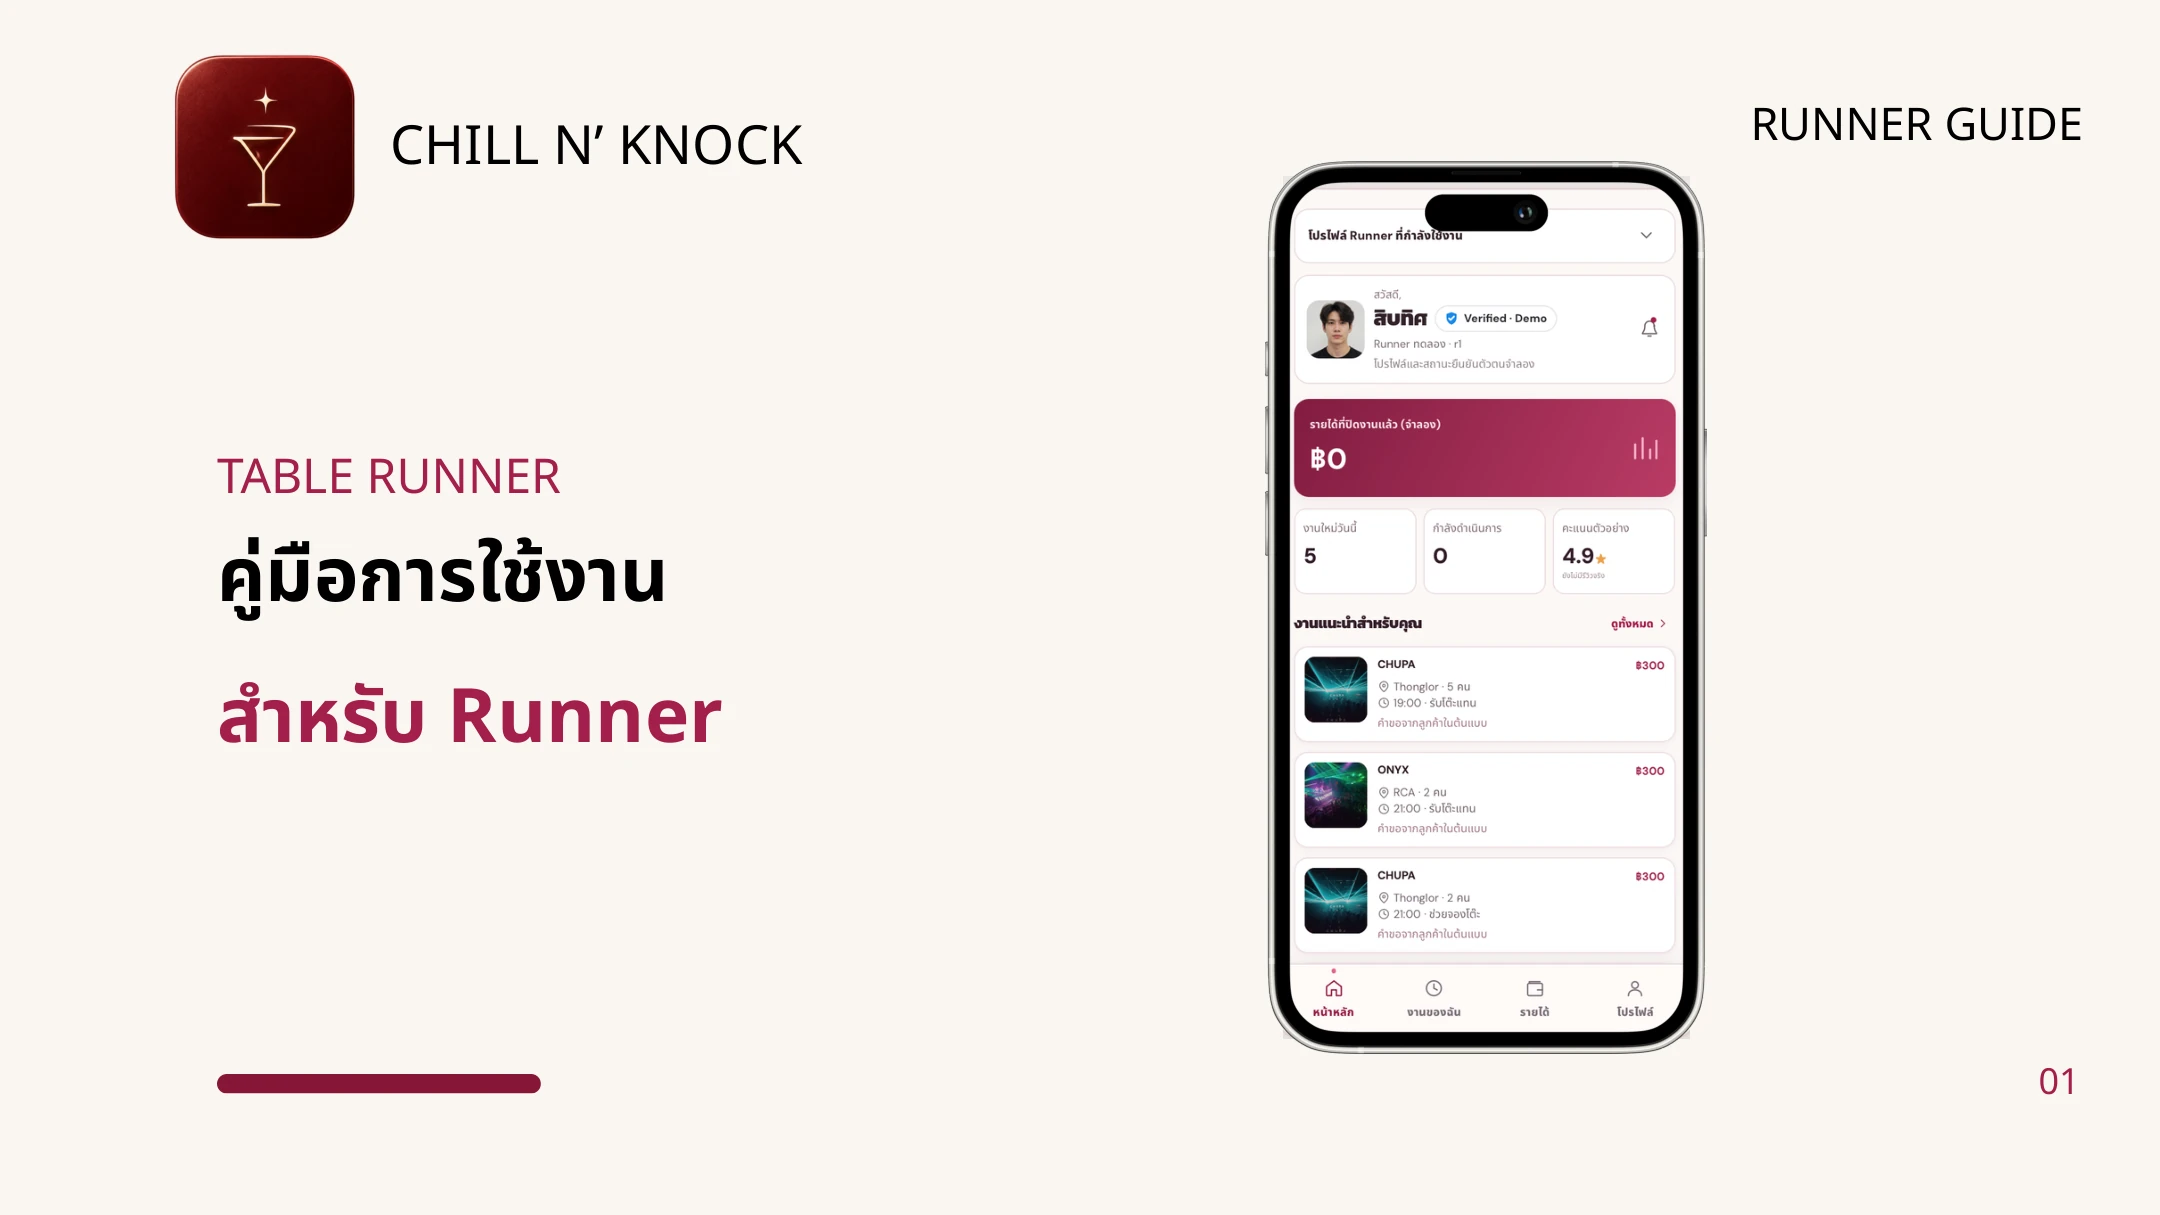 CHILL N’ KNOCK
RUNNER GUIDE
TABLE RUNNER
คู่มือการใช้งาน
สำหรับ Runner
โปรไฟล์ Runner ที่กำลังใช้งาน
สวัสดี,
สิบทิศ
Verified · Demo
Runner ทดลอง · r1
โปรไฟล์และสถานะยืนยันตัวตนจำลอง
รายได้ที่ปิดงานแล้ว (จำลอง)
฿0
งานใหม่วันนี้
5
กำลังดำเนินการ
0
คะแนนตัวอย่าง
4.9
ยังไม่มีรีวิวจริง
งานแนะนำสำหรับคุณ
ดูทั้งหมด
CHUPA
฿300
Thonglor · 5 คน
19:00 · รับโต๊ะแทน
คำขอจากลูกค้าในต้นแบบ
ONYX
฿300
RCA · 2 คน
21:00 · รับโต๊ะแทน
คำขอจากลูกค้าในต้นแบบ
CHUPA
฿300
Thonglor · 2 คน
21:00 · ช่วยจองโต๊ะ
คำขอจากลูกค้าในต้นแบบ
หน้าหลัก
งานของฉัน
รายได้
โปรไฟล์
01